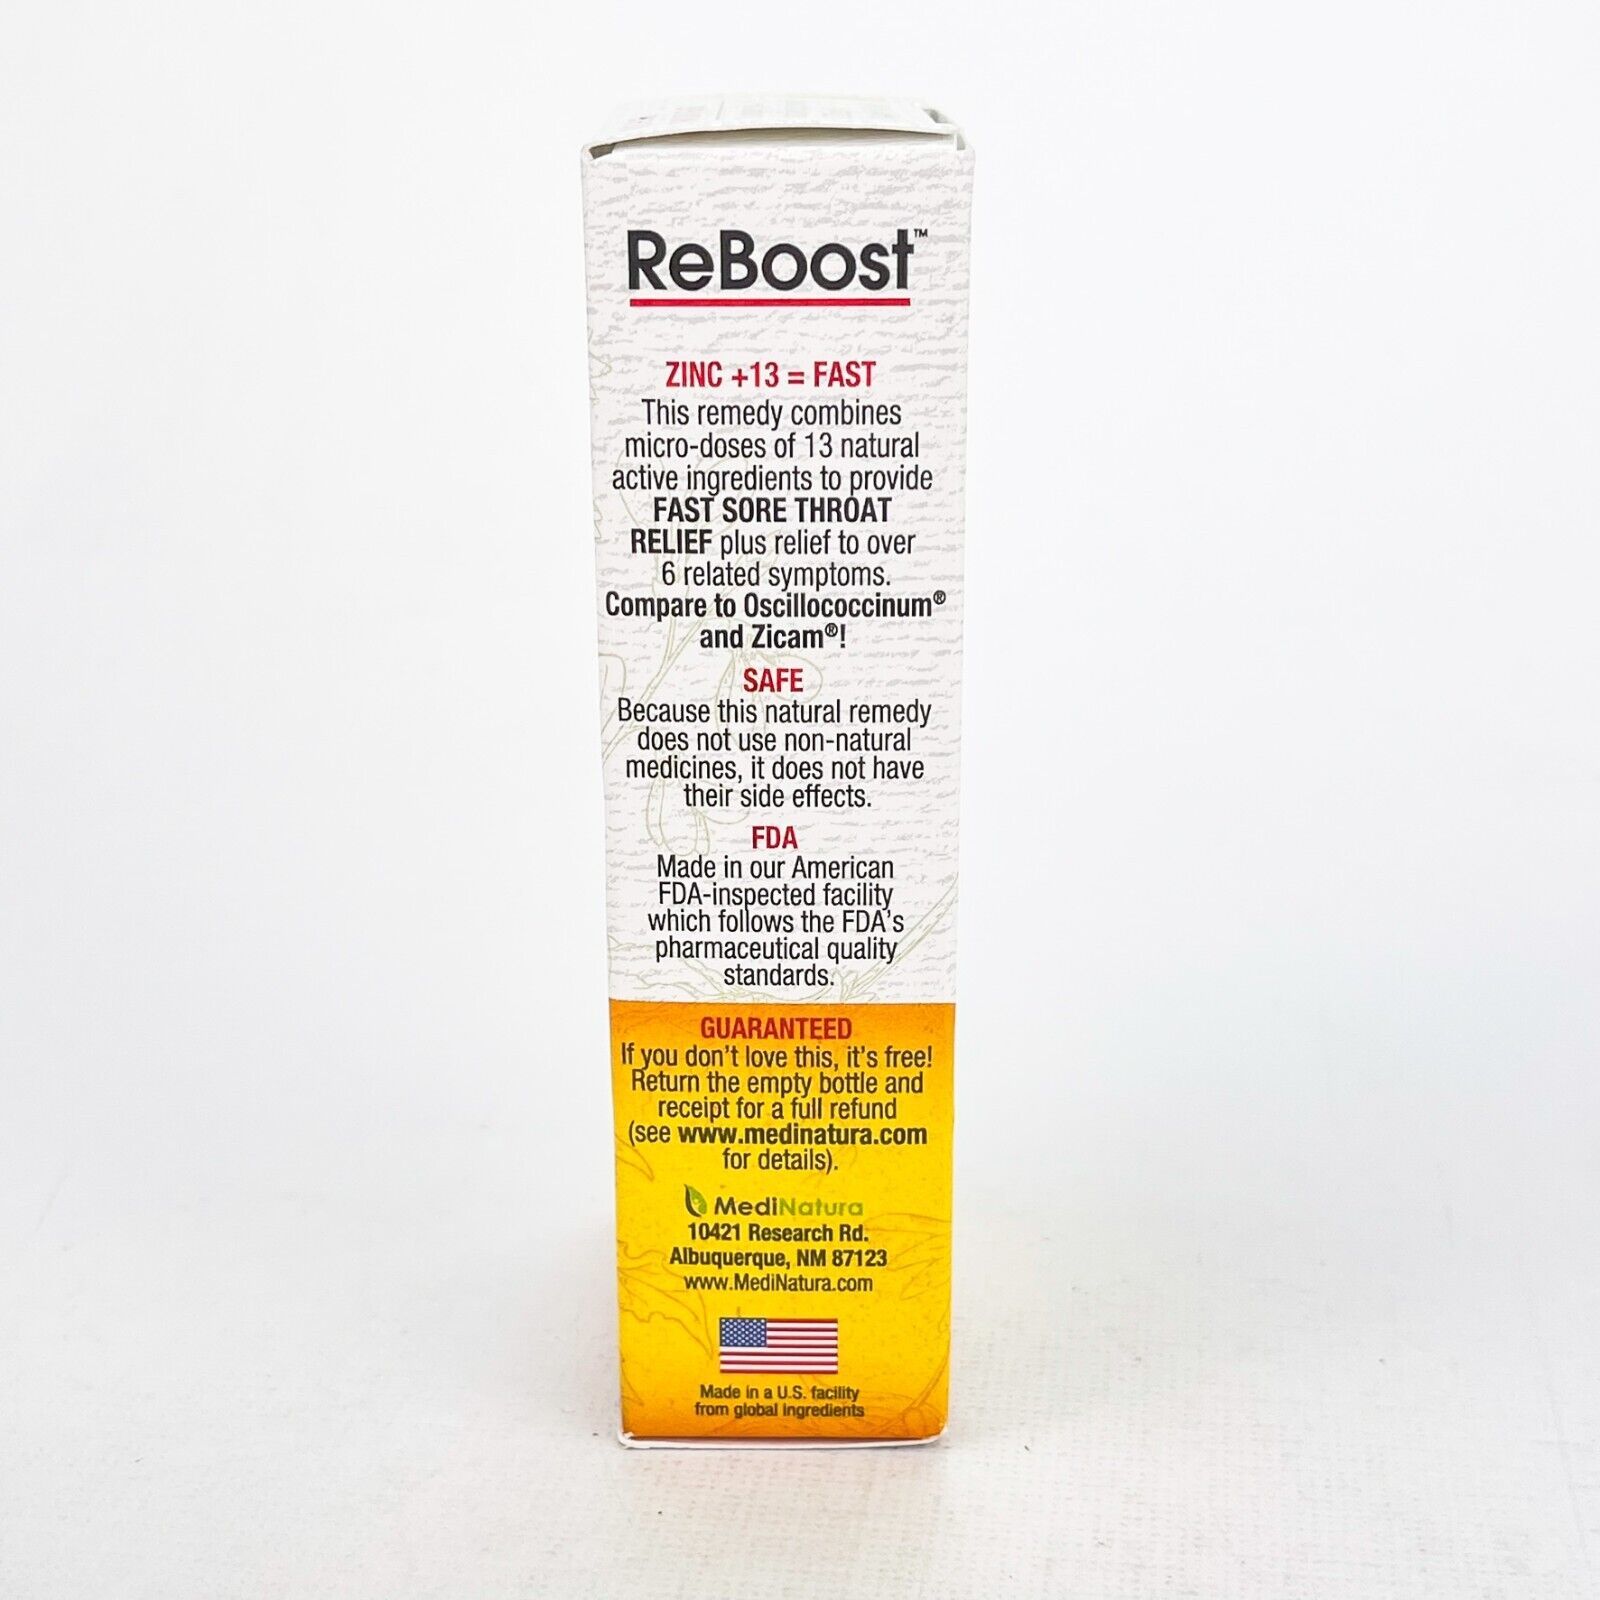 ReBoost™
ZINC +13 = FAST
This remedy combines
micro-doses of 13 natural
active ingredients to provide
FAST SORE THROAT
RELIEF plus relief to over
6 related symptoms.
Compare to Oscillococcinum®
and Zicam®!
SAFE
Because this natural remedy
does not use non-natural
medicines, it does not have
their side effects.
FDA
Made in our American
FDA-inspected facility
which follows the FDA's
pharmaceutical quality
standards.
GUARANTEED
If you don't love this, it's free!
Return the empty bottle and
receipt for a full refund
(see www.medinatura.com
for details).
MediNatura
10421 Research Rd.
Albuquerque, NM 87123
www.MediNatura.com
Made in a U.S. facility
from global ingredients